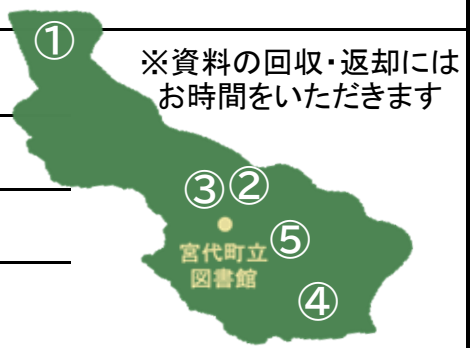 ①
※資料の回収・返却には
お時間をいただきます
③②
宮代町立
図書館
⑤
④